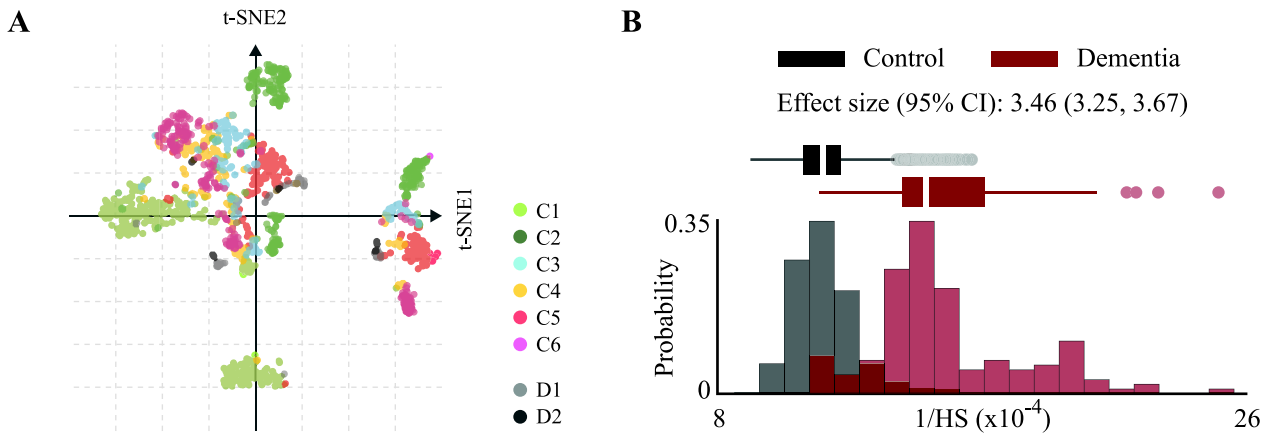 A
t-SNE2
t-SNE1
C1
C2
C3
C4
C5
C6
D1
D2
B
Control
Dementia
Effect size (95% CI): 3.46 (3.25, 3.67)
0.35
Probability
0
8
1/HS (x10⁻⁴)
26